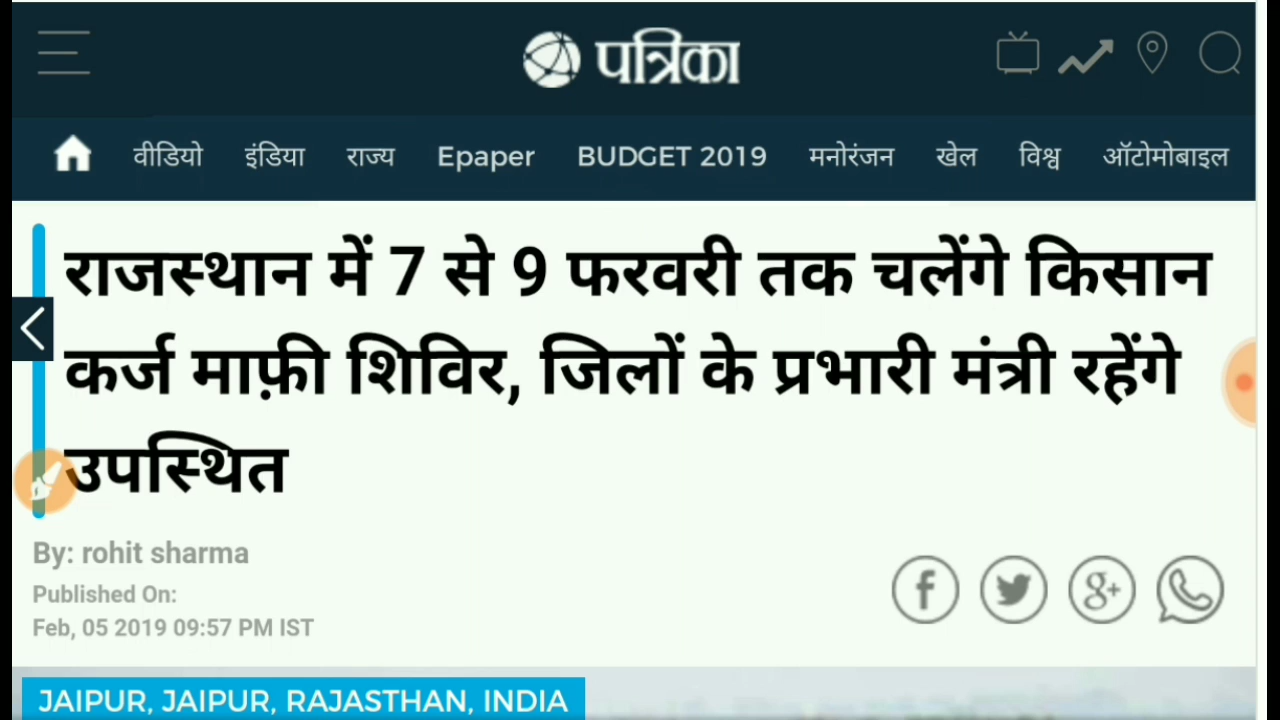 पत्रिका
वीडियो इंडिया राज्य Epaper BUDGET 2019 मनोरंजन खेल विश्व ऑटोमोबाइल
राजस्थान में 7 से 9 फरवरी तक चलेंगे किसान
कर्ज माफ़ी शिविर, जिलों के प्रभारी मंत्री रहेंगे
उपस्थित
By: rohit sharma
Published On:
Feb, 05 2019 09:57 PM IST
JAIPUR, JAIPUR, RAJASTHAN, INDIA